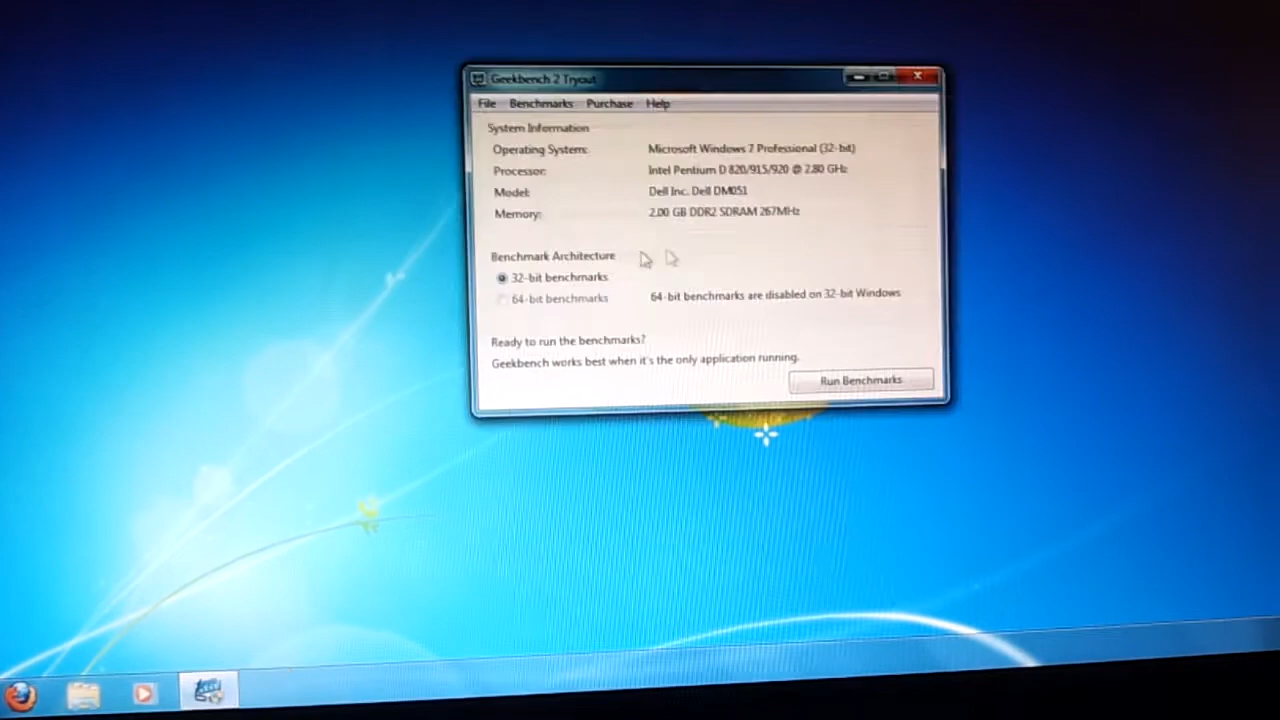 Geekbench 2 Tryout
File Benchmarks Purchase Help
System Information
Operating System: Microsoft Windows 7 Professional (32-bit)
Processor: Intel Pentium D 820/915/920 @ 2.80 GHz
Model: Dell Inc. Dell DM051
Memory: 2.00 GB DDR2 SDRAM 267MHz
Benchmark Architecture
32-bit benchmarks
64-bit benchmarks 64-bit benchmarks are disabled on 32-bit Windows
Ready to run the benchmarks?
Geekbench works best when it's the only application running.
Run Benchmarks